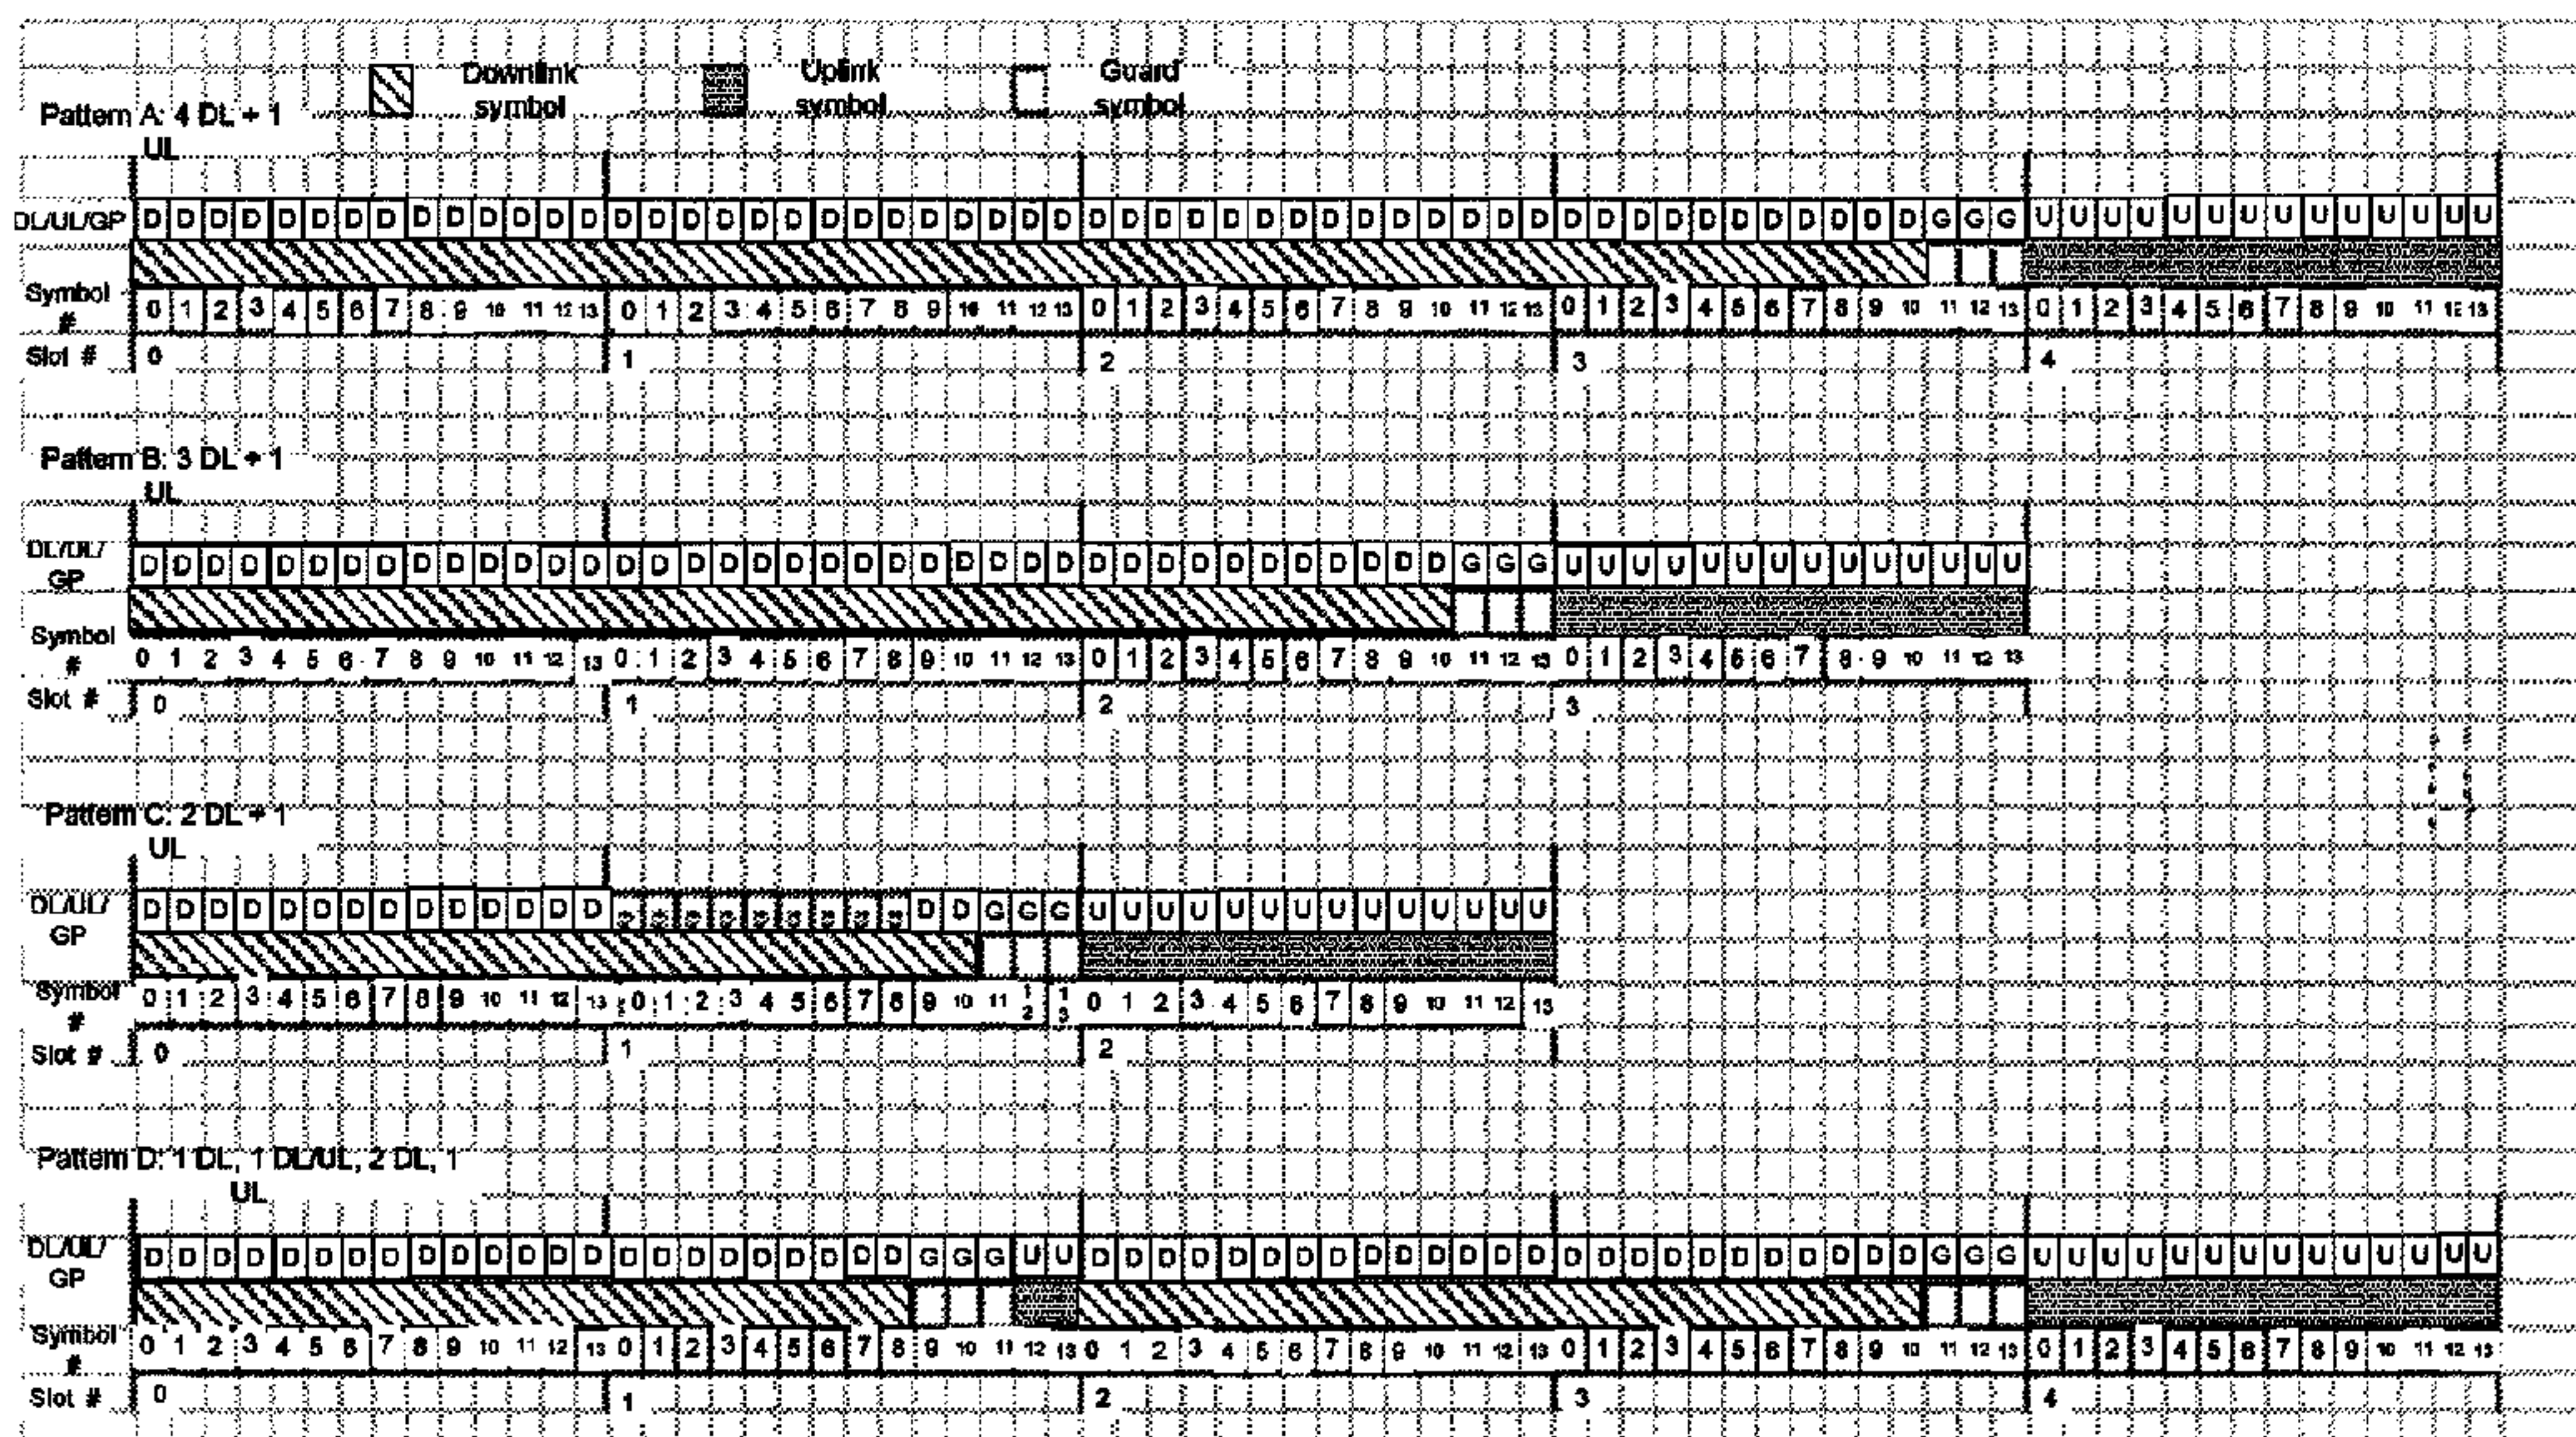 Downlink symbol
Uplink symbol
Guard symbol
Pattern A: 4 DL + 1 UL
DL/UL/GP D D D D D D D D D D D D D D D D D D D D D D D D D D D D D D D D D D D D D D D D D D D D D D D D D D D D D G G G U U U U U U U U U U U U U U
Symbol # 0 1 2 3 4 5 6 7 8 9 10 11 12 13 0 1 2 3 4 5 6 7 8 9 10 11 12 13 0 1 2 3 4 5 6 7 8 9 10 11 12 13 0 1 2 3 4 5 6 7 8 9 10 11 12 13 0 1 2 3 4 5 6 7 8 9 10 11 12 13
Slot # 0 1 2 3 4
Pattern B: 3 DL + 1 UL
DL/UL/GP D D D D D D D D D D D D D D D D D D D D D D D D D D D D D D D D D D D D D D D G G G U U U U U U U U U U U U U U
Symbol # 0 1 2 3 4 5 6 7 8 9 10 11 12 13 0 1 2 3 4 5 6 7 8 9 10 11 12 13 0 1 2 3 4 5 6 7 8 9 10 11 12 13 0 1 2 3 4 5 6 7 8 9 10 11 12 13
Slot # 0 1 2 3
Pattern C: 2 DL + 1 UL
DL/UL/GP D D D D D D D D D D D D D D D D G G G U U U U U U U U U U U U U U
Symbol # 0 1 2 3 4 5 6 7 8 9 10 11 12 13 0 1 2 3 4 5 6 7 8 9 10 11 12 13 0 1 2 3 4 5 6 7 8 9 10 11 12 13
Slot # 0 1 2
Pattern D: 1 DL, 1 DL/UL, 2 DL, 1 UL
DL/UL/GP D D D D D D D D D D D D D D D D D D D D D D D G G G U U D D D D D D D D D D D D D D D D D D D D D D D D D G G G U U U U U U U U U U U U U U
Symbol # 0 1 2 3 4 5 6 7 8 9 10 11 12 13 0 1 2 3 4 5 6 7 8 9 10 11 12 13 0 1 2 3 4 5 6 7 8 9 10 11 12 13 0 1 2 3 4 5 6 7 8 9 10 11 12 13 0 1 2 3 4 5 6 7 8 9 10 11 12 13
Slot # 0 1 2 3 4